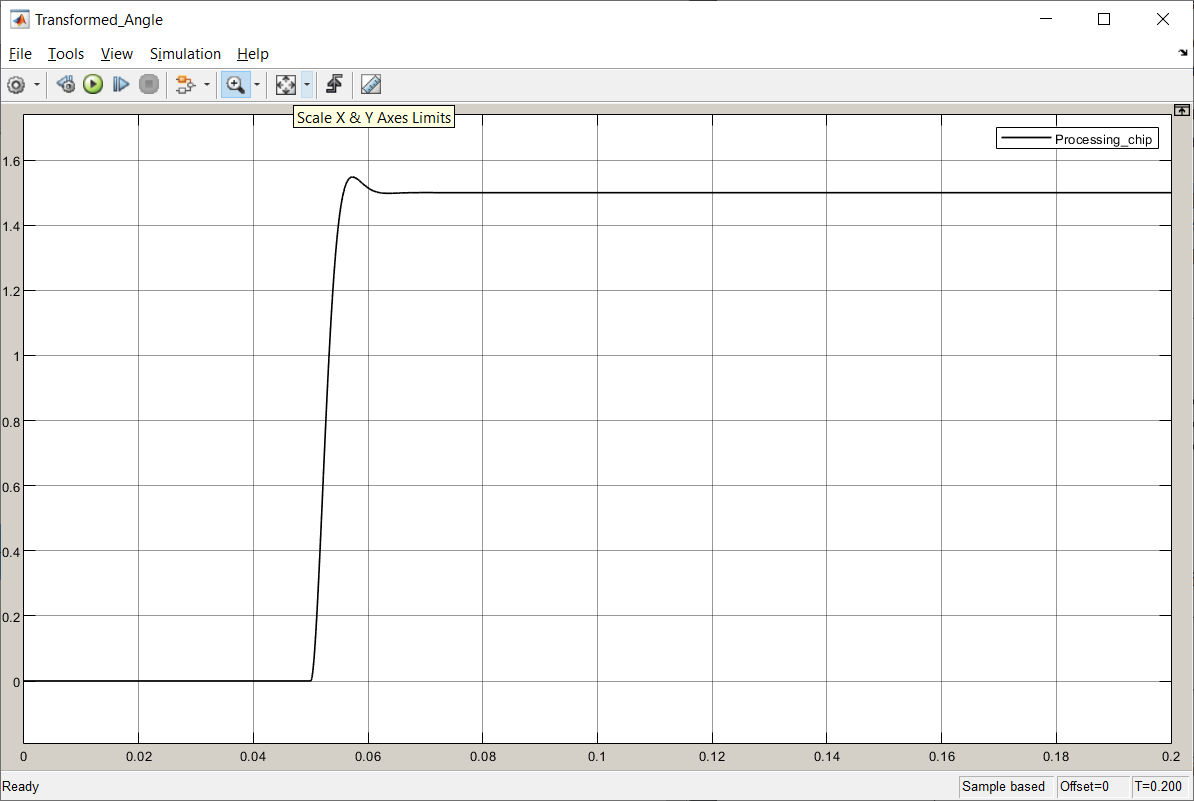 Transformed_Angle
File Tools View Simulation Help
Scale X & Y Axes Limits
Processing_chip
1.6
1.4
1.2
1
0.8
0.6
0.4
0.2
0
0 0.02 0.04 0.06 0.08 0.1 0.12 0.14 0.16 0.18 0.2
Ready Sample based Offset=0 T=0.200